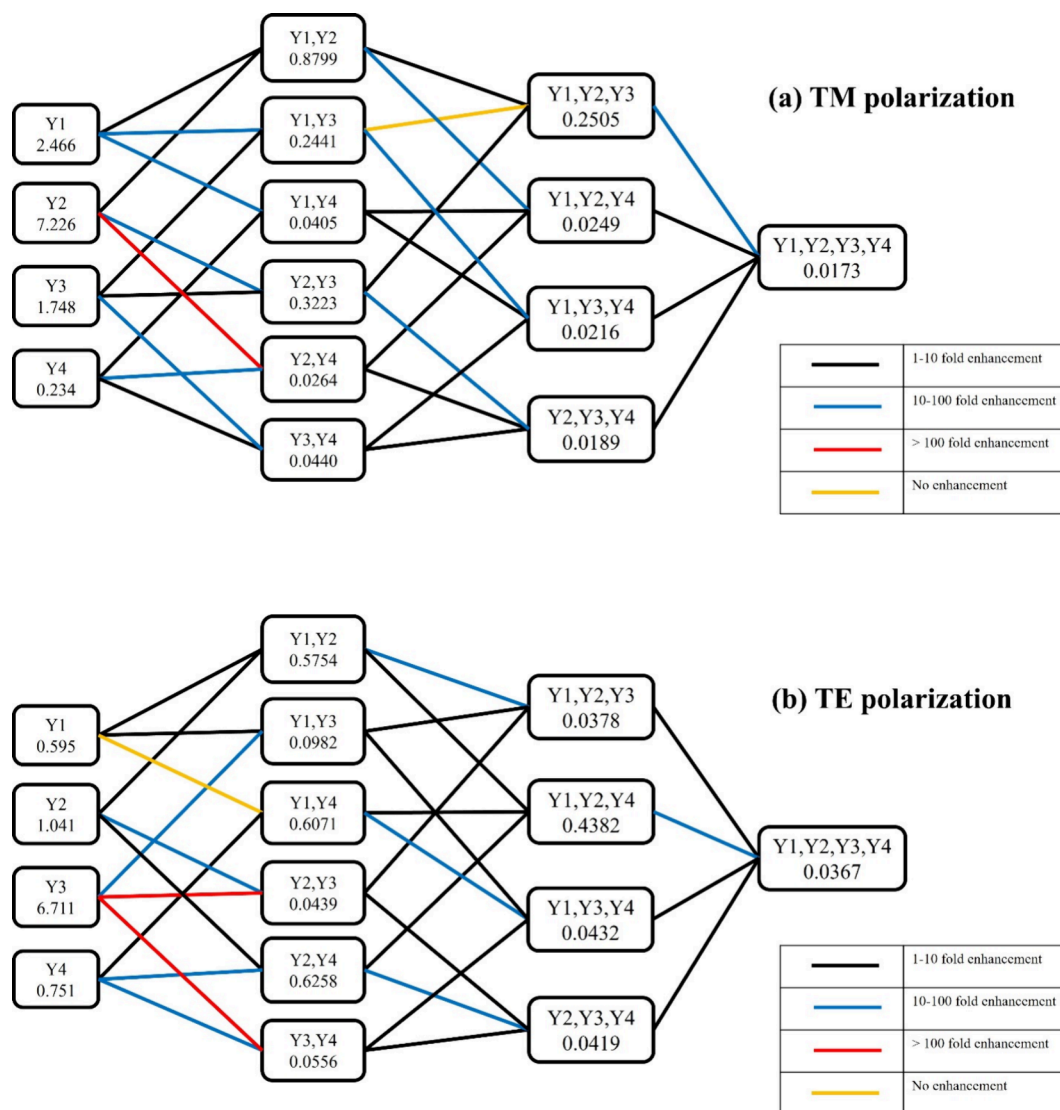 (a) TM polarization
Y1
2.466
Y2
7.226
Y3
1.748
Y4
0.234
Y1,Y2
0.8799
Y1,Y3
0.2441
Y1,Y4
0.0405
Y2,Y3
0.3223
Y2,Y4
0.0264
Y3,Y4
0.0440
Y1,Y2,Y3
0.2505
Y1,Y2,Y4
0.0249
Y1,Y3,Y4
0.0216
Y2,Y3,Y4
0.0189
Y1,Y2,Y3,Y4
0.0173
1-10 fold enhancement
10-100 fold enhancement
> 100 fold enhancement
No enhancement
(b) TE polarization
Y1
0.595
Y2
1.041
Y3
6.711
Y4
0.751
Y1,Y2
0.5754
Y1,Y3
0.0982
Y1,Y4
0.6071
Y2,Y3
0.0439
Y2,Y4
0.6258
Y3,Y4
0.0556
Y1,Y2,Y3
0.0378
Y1,Y2,Y4
0.4382
Y1,Y3,Y4
0.0432
Y2,Y3,Y4
0.0419
Y1,Y2,Y3,Y4
0.0367
1-10 fold enhancement
10-100 fold enhancement
> 100 fold enhancement
No enhancement